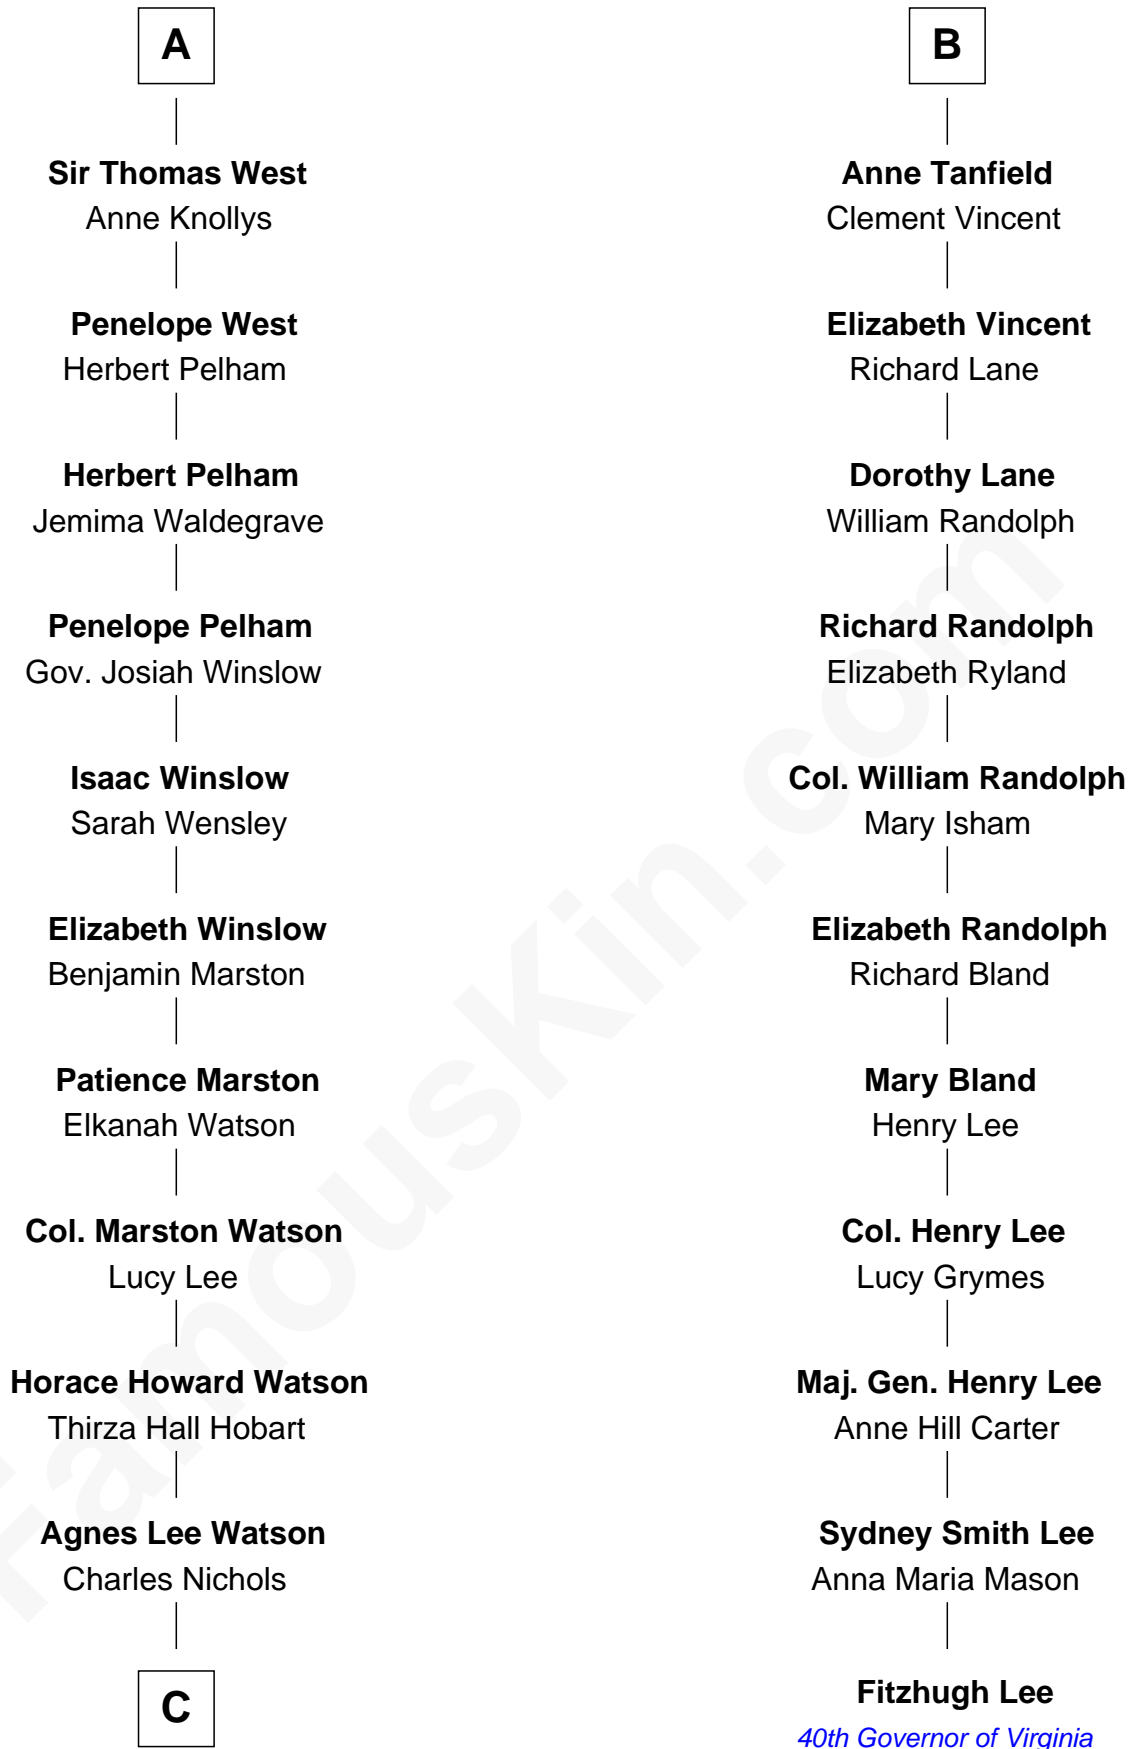 A
Sir Thomas West
Anne Knollys
Penelope West
Herbert Pelham
Herbert Pelham
Jemima Waldegrave
Penelope Pelham
Gov. Josiah Winslow
Isaac Winslow
Sarah Wensley
Elizabeth Winslow
Benjamin Marston
Patience Marston
Elkanah Watson
Col. Marston Watson
Lucy Lee
Horace Howard Watson
Thirza Hall Hobart
Agnes Lee Watson
Charles Nichols
C
B
Anne Tanfield
Clement Vincent
Elizabeth Vincent
Richard Lane
Dorothy Lane
William Randolph
Richard Randolph
Elizabeth Ryland
Col. William Randolph
Mary Isham
Elizabeth Randolph
Richard Bland
Mary Bland
Henry Lee
Col. Henry Lee
Lucy Grymes
Maj. Gen. Henry Lee
Anne Hill Carter
Sydney Smith Lee
Anna Maria Mason
Fitzhugh Lee
40th Governor of Virginia
FamousKin.com